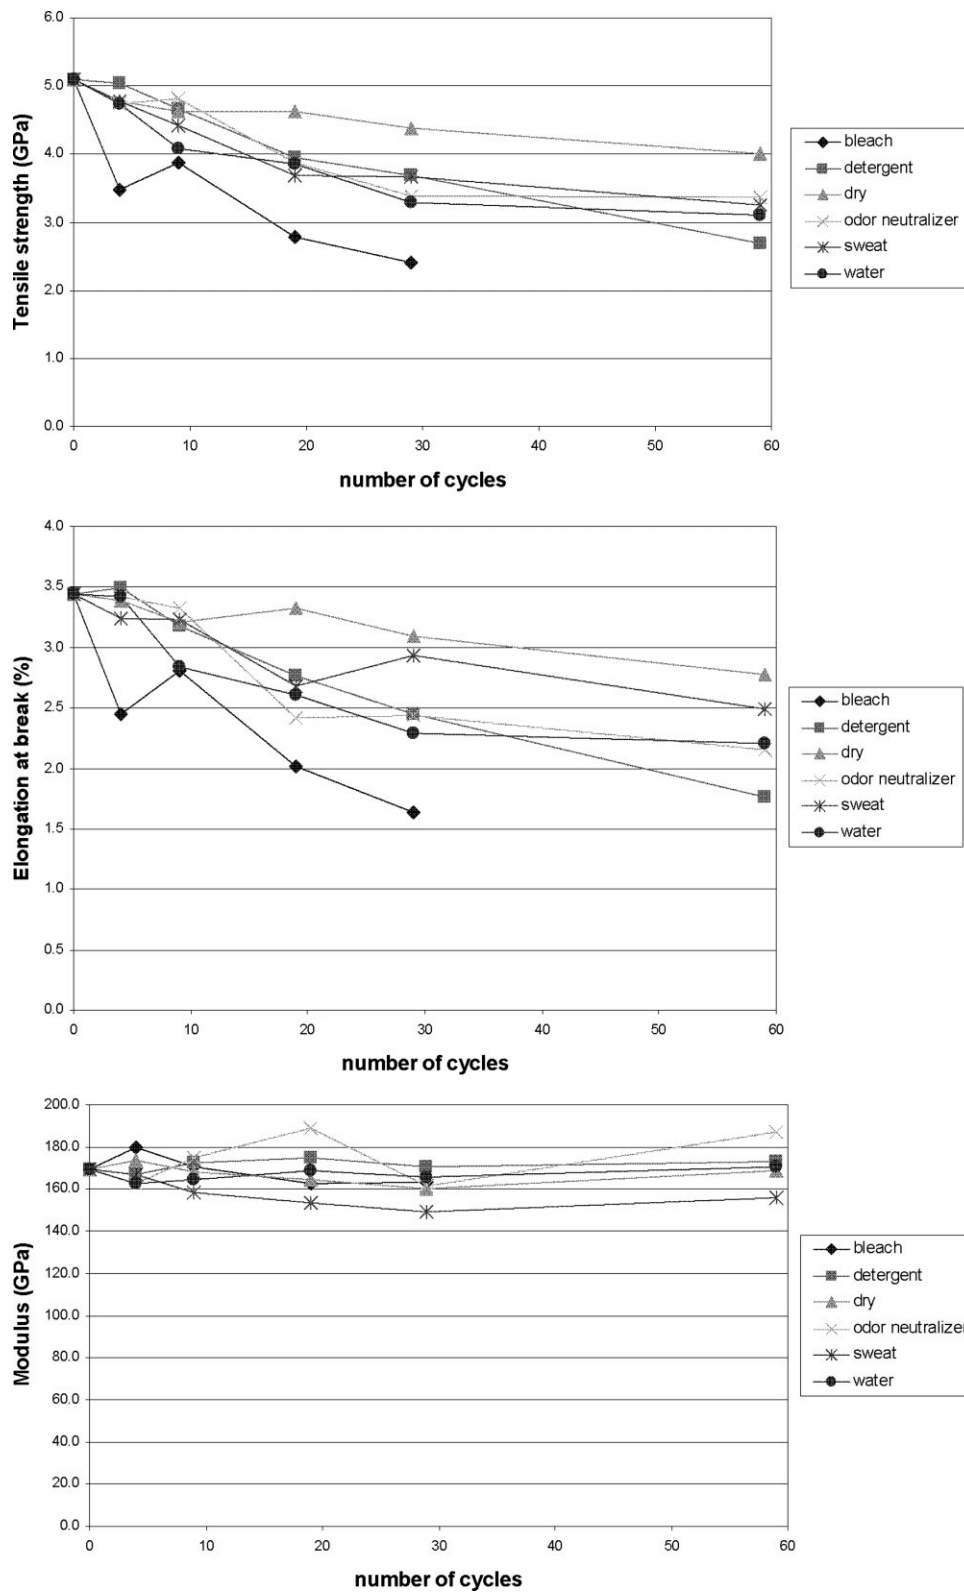 6.0
5.0
4.0
3.0
2.0
1.0
0.0
Tensile strength (GPa)
0 10 20 30 40 50 60
number of cycles
bleach
detergent
dry
odor neutralizer
sweat
water
4.0
3.5
3.0
2.5
2.0
1.5
1.0
0.5
0.0
Elongation at break (%)
0 10 20 30 40 50 60
number of cycles
bleach
detergent
dry
odor neutralizer
sweat
water
200.0
180.0
160.0
140.0
120.0
100.0
80.0
60.0
40.0
20.0
0.0
Modulus (GPa)
0 10 20 30 40 50 60
number of cycles
bleach
detergent
dry
odor neutralizer
sweat
water